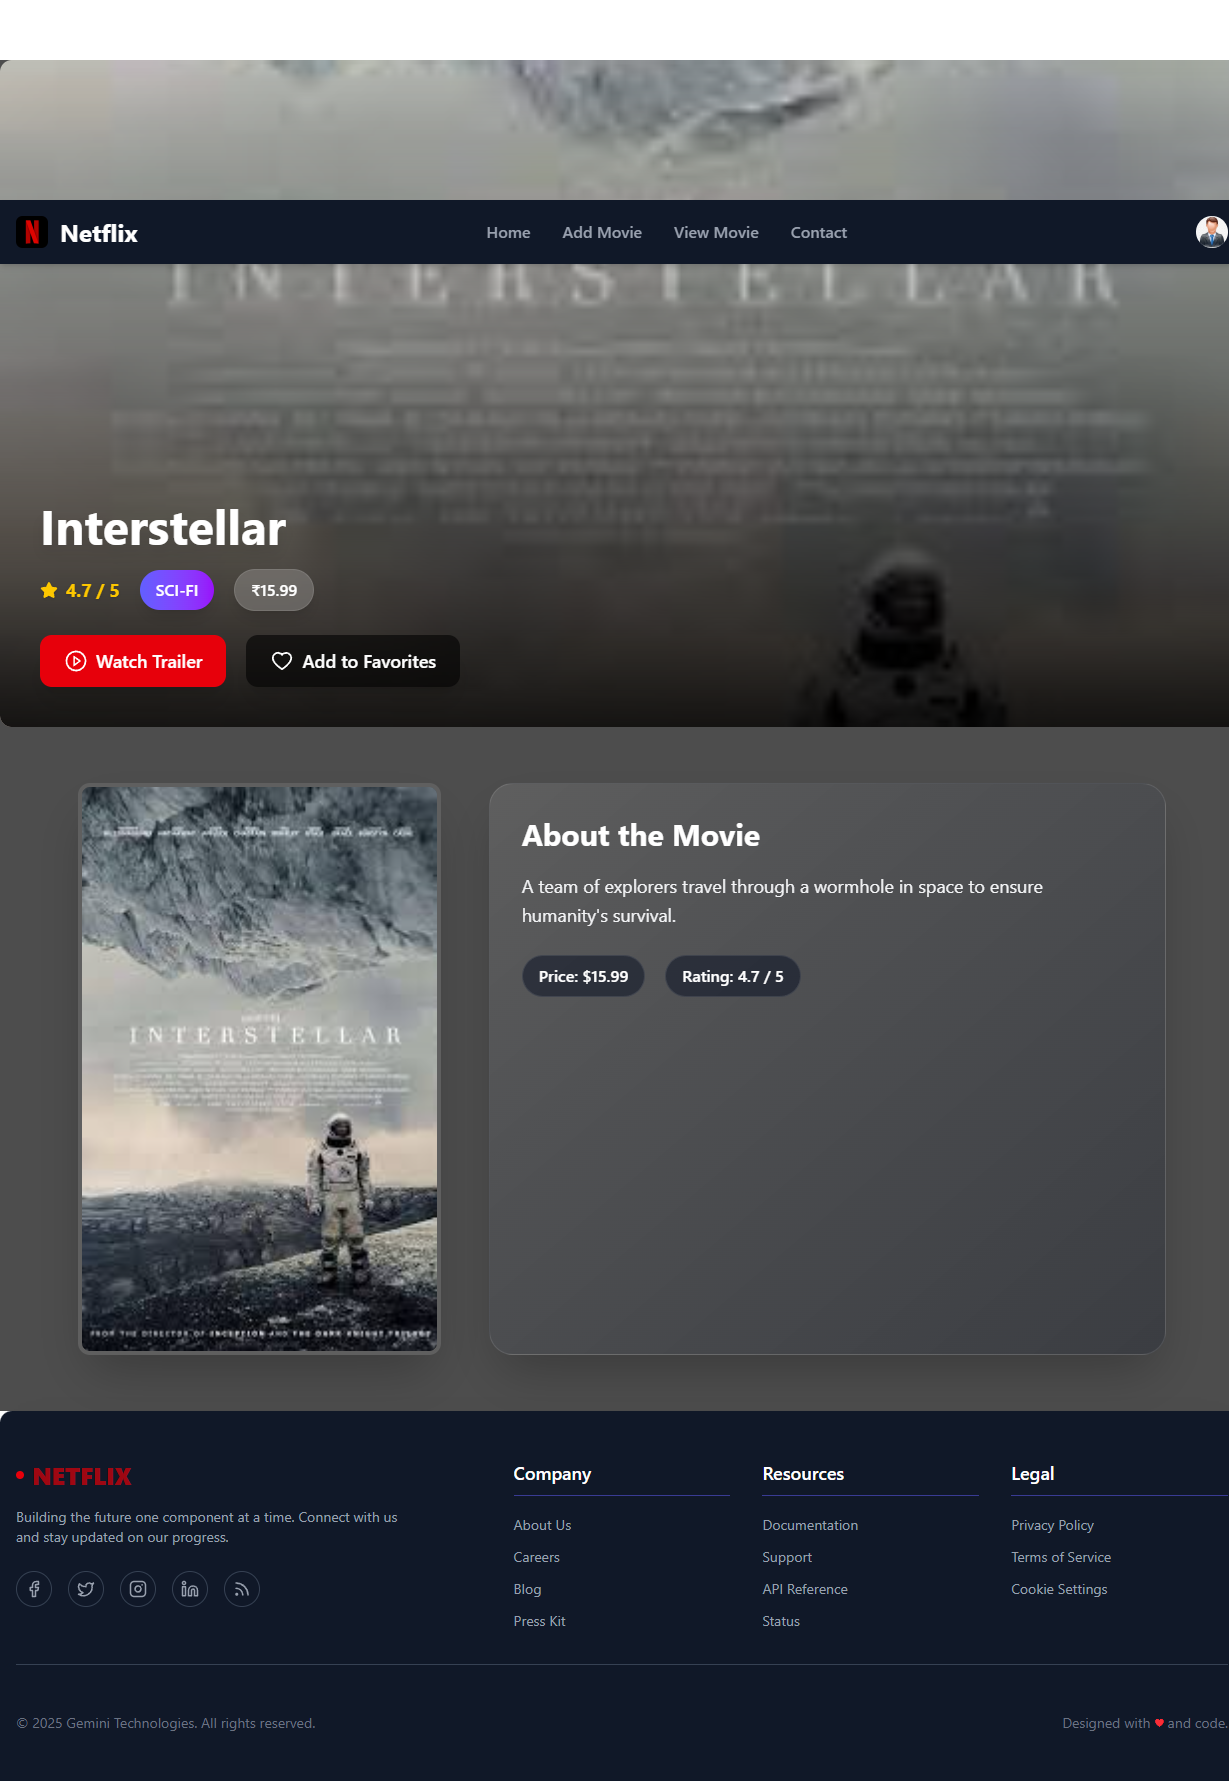 Netflix
Home
Add Movie
View Movie
Contact
INTERSTELLAR
Interstellar
4.7 / 5
SCI-FI
₹15.99
Watch Trailer
Add to Favorites
INTERSTELLAR
FROM THE DIRECTOR OF INCEPTION AND THE DARK KNIGHT TRILOGY
About the Movie
A team of explorers travel through a wormhole in space to ensure
humanity's survival.
Price: $15.99
Rating: 4.7 / 5
NETFLIX
Building the future one component at a time. Connect with us
and stay updated on our progress.
Company
About Us
Careers
Blog
Press Kit
Resources
Documentation
Support
API Reference
Status
Legal
Privacy Policy
Terms of Service
Cookie Settings
© 2025 Gemini Technologies. All rights reserved.
Designed with ♥ and code.